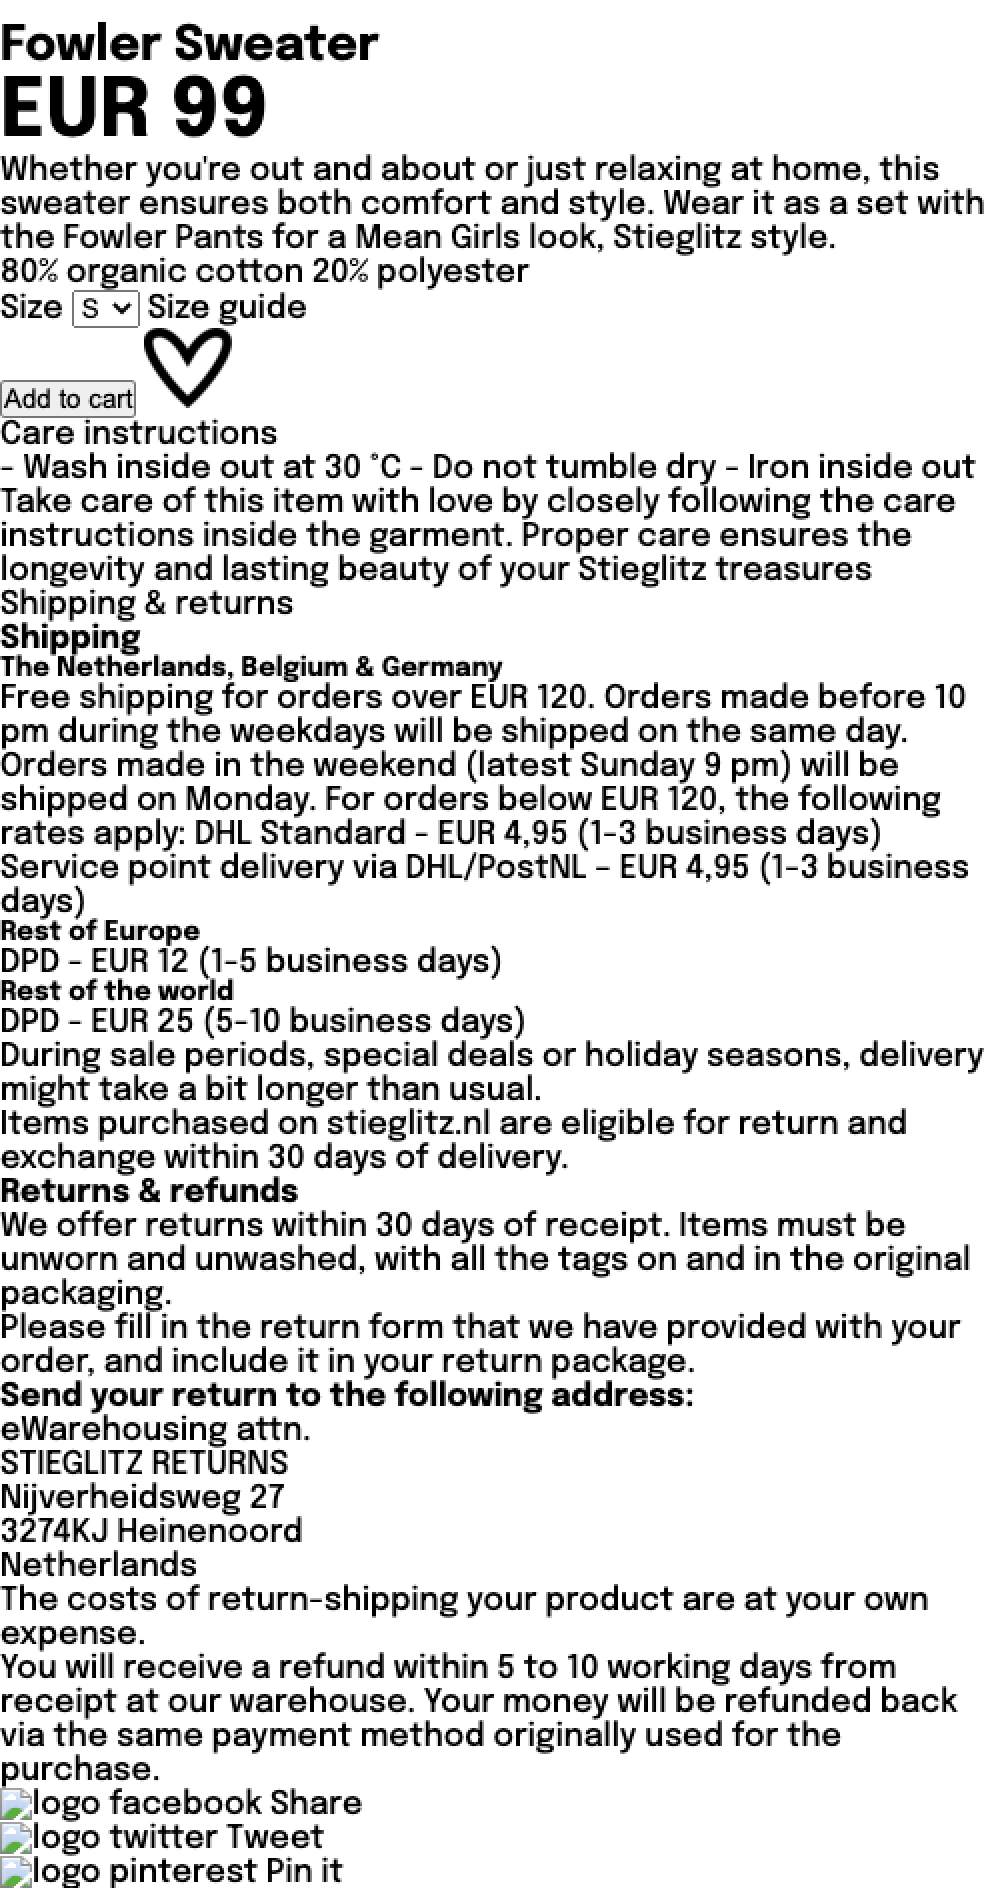 Fowler Sweater
EUR 99
Whether you're out and about or just relaxing at home, this
sweater ensures both comfort and style. Wear it as a set with
the Fowler Pants for a Mean Girls look, Stieglitz style.
80% organic cotton 20% polyester
Size S Size guide
Add to cart
Care instructions
- Wash inside out at 30 °C - Do not tumble dry - Iron inside out
Take care of this item with love by closely following the care
instructions inside the garment. Proper care ensures the
longevity and lasting beauty of your Stieglitz treasures
Shipping & returns
Shipping
The Netherlands, Belgium & Germany
Free shipping for orders over EUR 120. Orders made before 10
pm during the weekdays will be shipped on the same day.
Orders made in the weekend (latest Sunday 9 pm) will be
shipped on Monday. For orders below EUR 120, the following
rates apply: DHL Standard - EUR 4,95 (1-3 business days)
Service point delivery via DHL/PostNL – EUR 4,95 (1-3 business
days)
Rest of Europe
DPD - EUR 12 (1-5 business days)
Rest of the world
DPD - EUR 25 (5-10 business days)
During sale periods, special deals or holiday seasons, delivery
might take a bit longer than usual.
Items purchased on stieglitz.nl are eligible for return and
exchange within 30 days of delivery.
Returns & refunds
We offer returns within 30 days of receipt. Items must be
unworn and unwashed, with all the tags on and in the original
packaging.
Please fill in the return form that we have provided with your
order, and include it in your return package.
Send your return to the following address:
eWarehousing attn.
STIEGLITZ RETURNS
Nijverheidsweg 27
3274KJ Heinenoord
Netherlands
The costs of return-shipping your product are at your own
expense.
You will receive a refund within 5 to 10 working days from
receipt at our warehouse. Your money will be refunded back
via the same payment method originally used for the
purchase.
logo facebook Share
logo twitter Tweet
logo pinterest Pin it